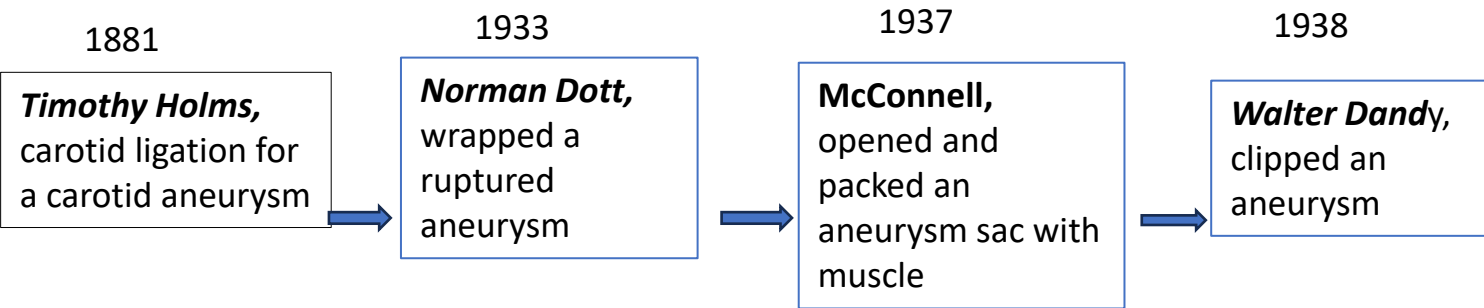 1881
Timothy Holms,
carotid ligation for
a carotid aneurysm
1933
Norman Dott,
wrapped a
ruptured
aneurysm
1937
McConnell,
opened and
packed an
aneurysm sac with
muscle
1938
Walter Dandy,
clipped an
aneurysm